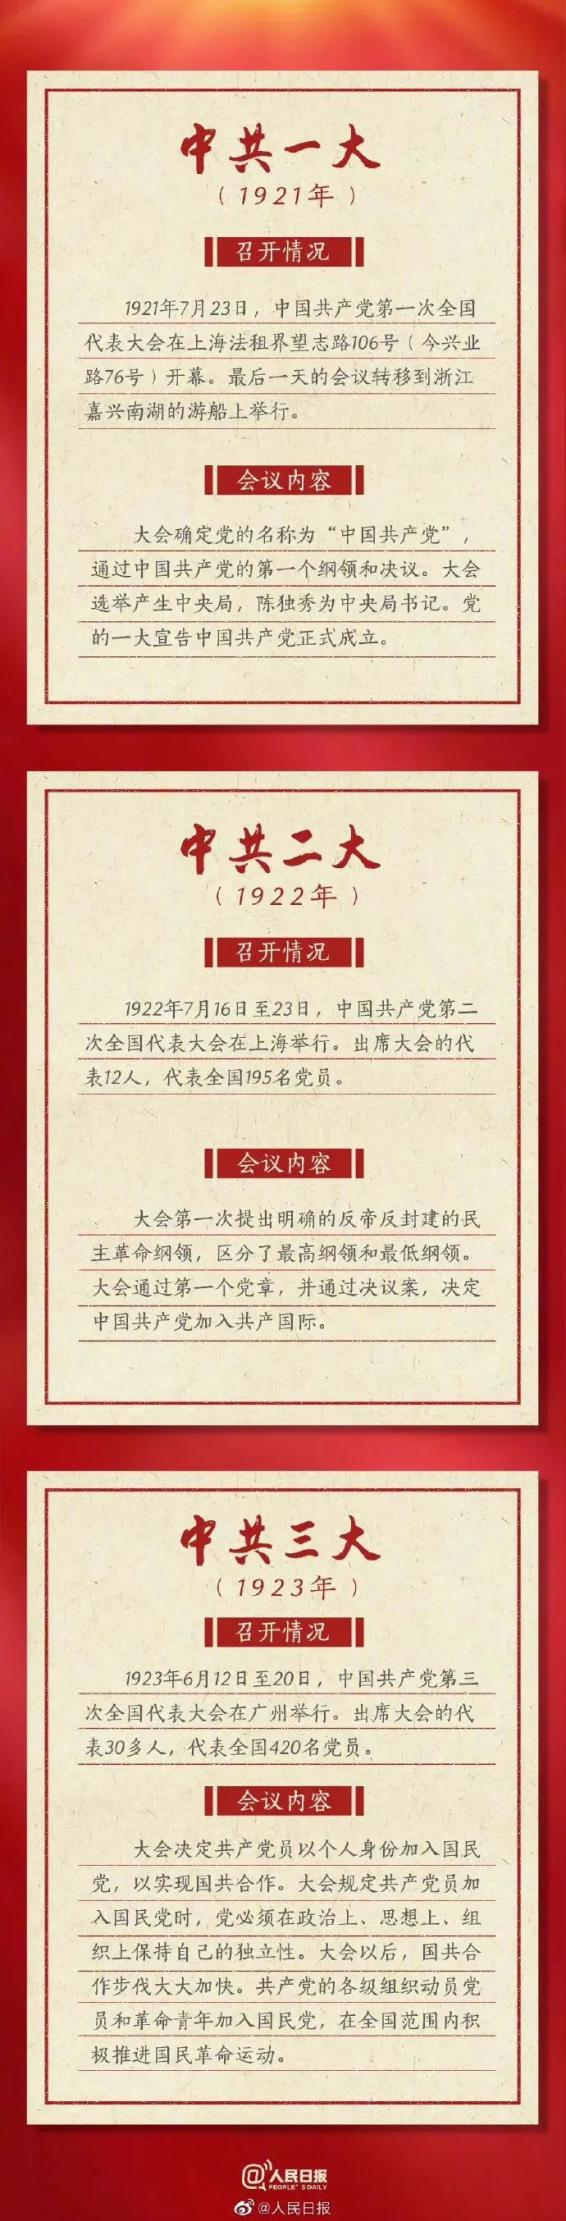 中共一大
（1921年）
召开情况
1921年7月23日，中国共产党第一次全国
代表大会在上海法租界望志路106号（今兴业
路76号）开幕。最后一天的会议转移到浙江
嘉兴南湖的游船上举行。
会议内容
大会确定党的名称为“中国共产党”，
通过中国共产党的第一个纲领和决议。大会
选举产生中央局，陈独秀为中央局书记。党
的一大宣告中国共产党正式成立。
中共二大
（1922年）
召开情况
1922年7月16日至23日，中国共产党第二
次全国代表大会在上海举行。出席大会的代
表12人，代表全国195名党员。
会议内容
大会第一次提出明确的反帝反封建的民
主革命纲领，区分了最高纲领和最低纲领。
大会通过第一个党章，并通过决议案，决定
中国共产党加入共产国际。
中共三大
（1923年）
召开情况
1923年6月12日至20日，中国共产党第三
次全国代表大会在广州举行。出席大会的代
表30多人，代表全国420名党员。
会议内容
大会决定共产党员以个人身份加入国民
党，以实现国共合作。大会规定共产党员加
入国民党时，党必须在政治上、思想上、组
织上保持自己的独立性。大会以后，国共合
作步伐大大加快。共产党的各级组织动员党
员和革命青年加入国民党，在全国范围内积
极推进国民革命运动。
@人民日报
PEOPLE'S DAILY
@人民日报